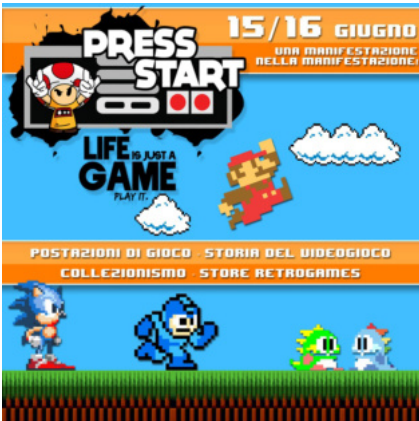 PRESS
START
15/16 GIUGNO
UNA MANIFESTAZIONE
NELLA MANIFESTAZIONE!
LIFE IS JUST A
GAME
PLAY IT.
POSTAZIONI DI GIOCO - STORIA DEL VIDEOGIOCO
COLLEZIONISMO - STORE RETROGAMES